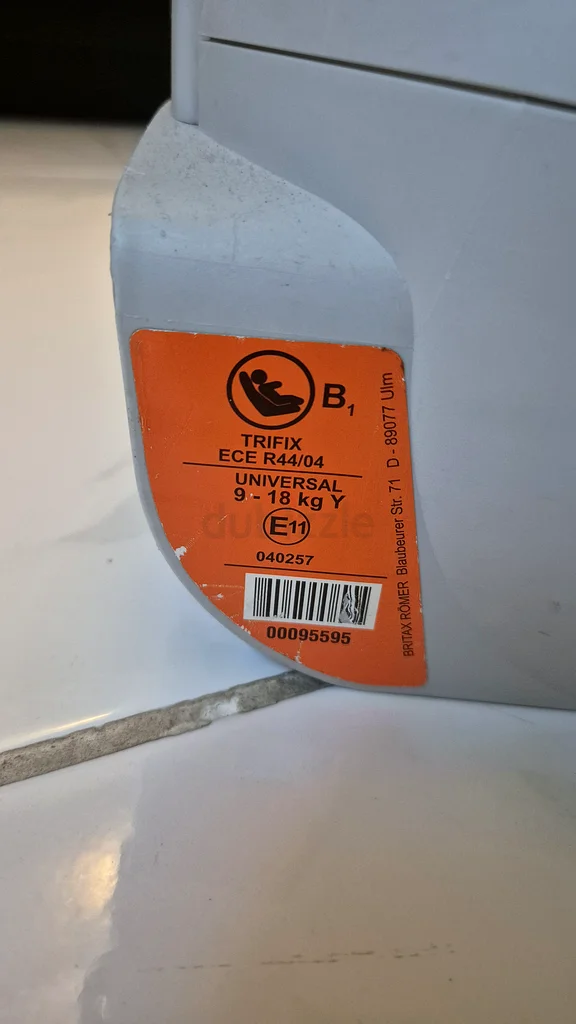 B1
TRIFIX
ECE R44/04
UNIVERSAL
9 - 18 kg Y
E11
040257
00095595
BRITAX RÖMER Blaubeurer Str. 71 D - 89077 Ulm
dubizzle